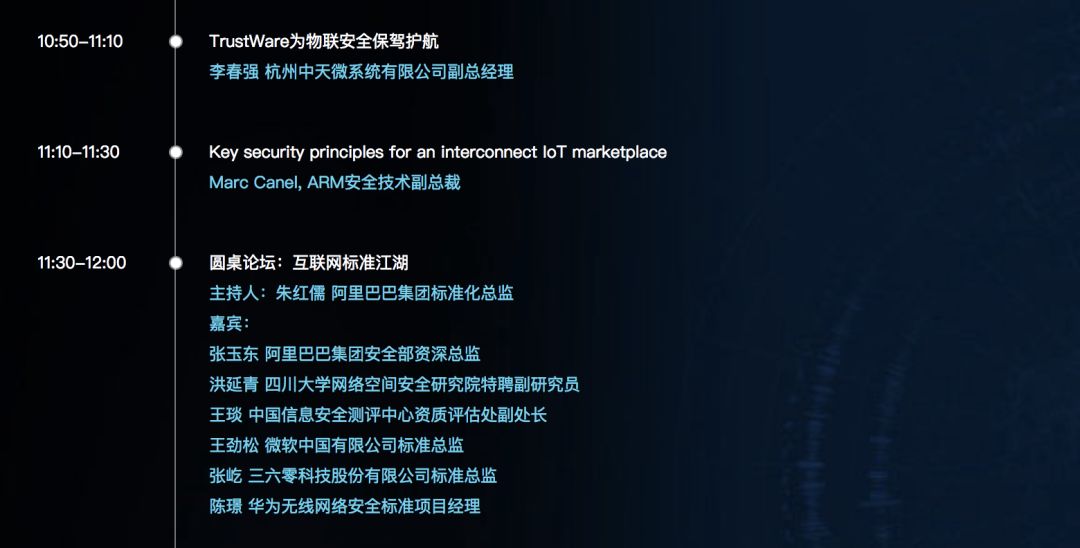 10:50-11:10 TrustWare为物联安全保驾护航
李春强 杭州中天微系统有限公司副总经理
11:10-11:30 Key security principles for an interconnect IoT marketplace
Marc Canel, ARM安全技术副总裁
11:30-12:00 圆桌论坛：互联网标准江湖
主持人：朱红儒 阿里巴巴集团标准化总监
嘉宾：
张玉东 阿里巴巴集团安全部资深总监
洪延青 四川大学网络空间安全研究院特聘副研究员
王琰 中国信息安全测评中心资质评估处副处长
王劲松 微软中国有限公司标准总监
张屹 三六零科技股份有限公司标准总监
陈璟 华为无线网络安全标准项目经理